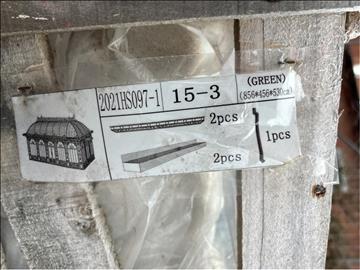 2021HS097-1 15-3 (GREEN)
(856*456*530cm)
2pcs
1pcs
2pcs